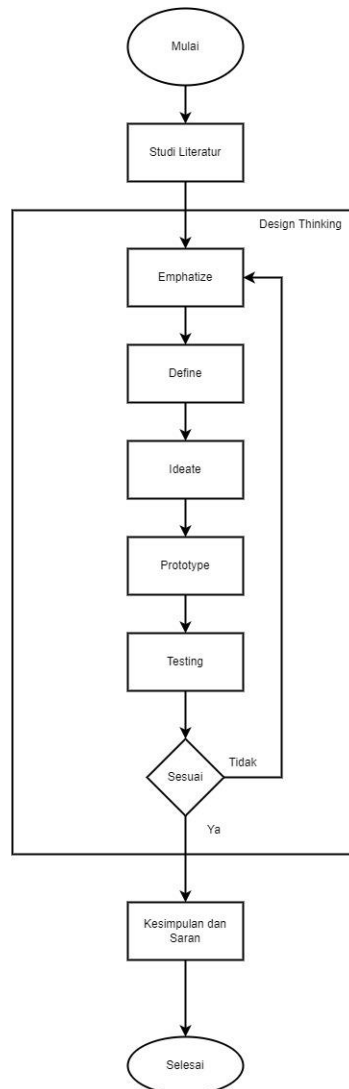 Mulai
Studi Literatur
Design Thinking
Emphatize
Define
Ideate
Prototype
Testing
Sesuai
Tidak
Ya
Kesimpulan dan
Saran
Selesai